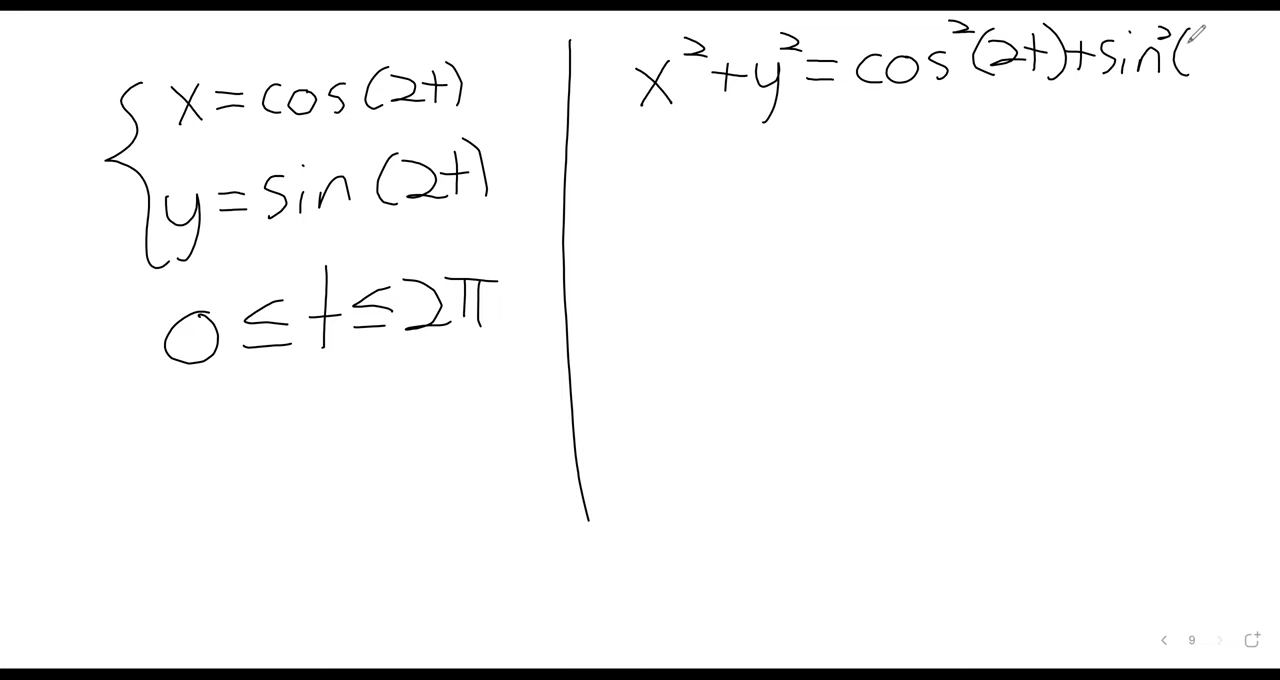 x = cos(2t)
y = sin(2t)
0 ≤ t ≤ 2π
x² + y² = cos²(2t) + sin²(
9